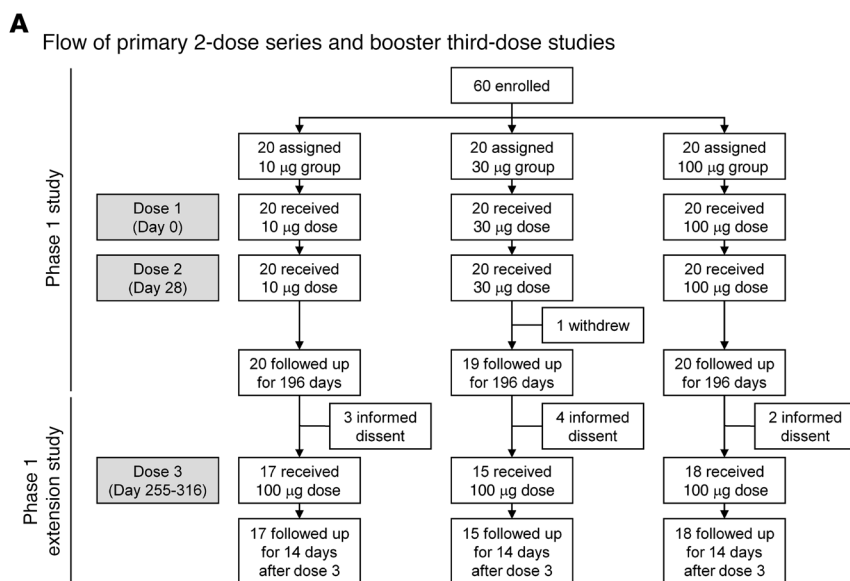 A
Flow of primary 2-dose series and booster third-dose studies
Phase 1 study
60 enrolled
20 assigned
10 μg group
20 assigned
30 μg group
20 assigned
100 μg group
Dose 1
(Day 0)
20 received
10 μg dose
20 received
30 μg dose
20 received
100 μg dose
Dose 2
(Day 28)
20 received
10 μg dose
20 received
30 μg dose
20 received
100 μg dose
1 withdrew
20 followed up
for 196 days
19 followed up
for 196 days
20 followed up
for 196 days
Phase 1
extension study
3 informed
dissent
4 informed
dissent
2 informed
dissent
Dose 3
(Day 255-316)
17 received
100 μg dose
15 received
100 μg dose
18 received
100 μg dose
17 followed up
for 14 days
after dose 3
15 followed up
for 14 days
after dose 3
18 followed up
for 14 days
after dose 3